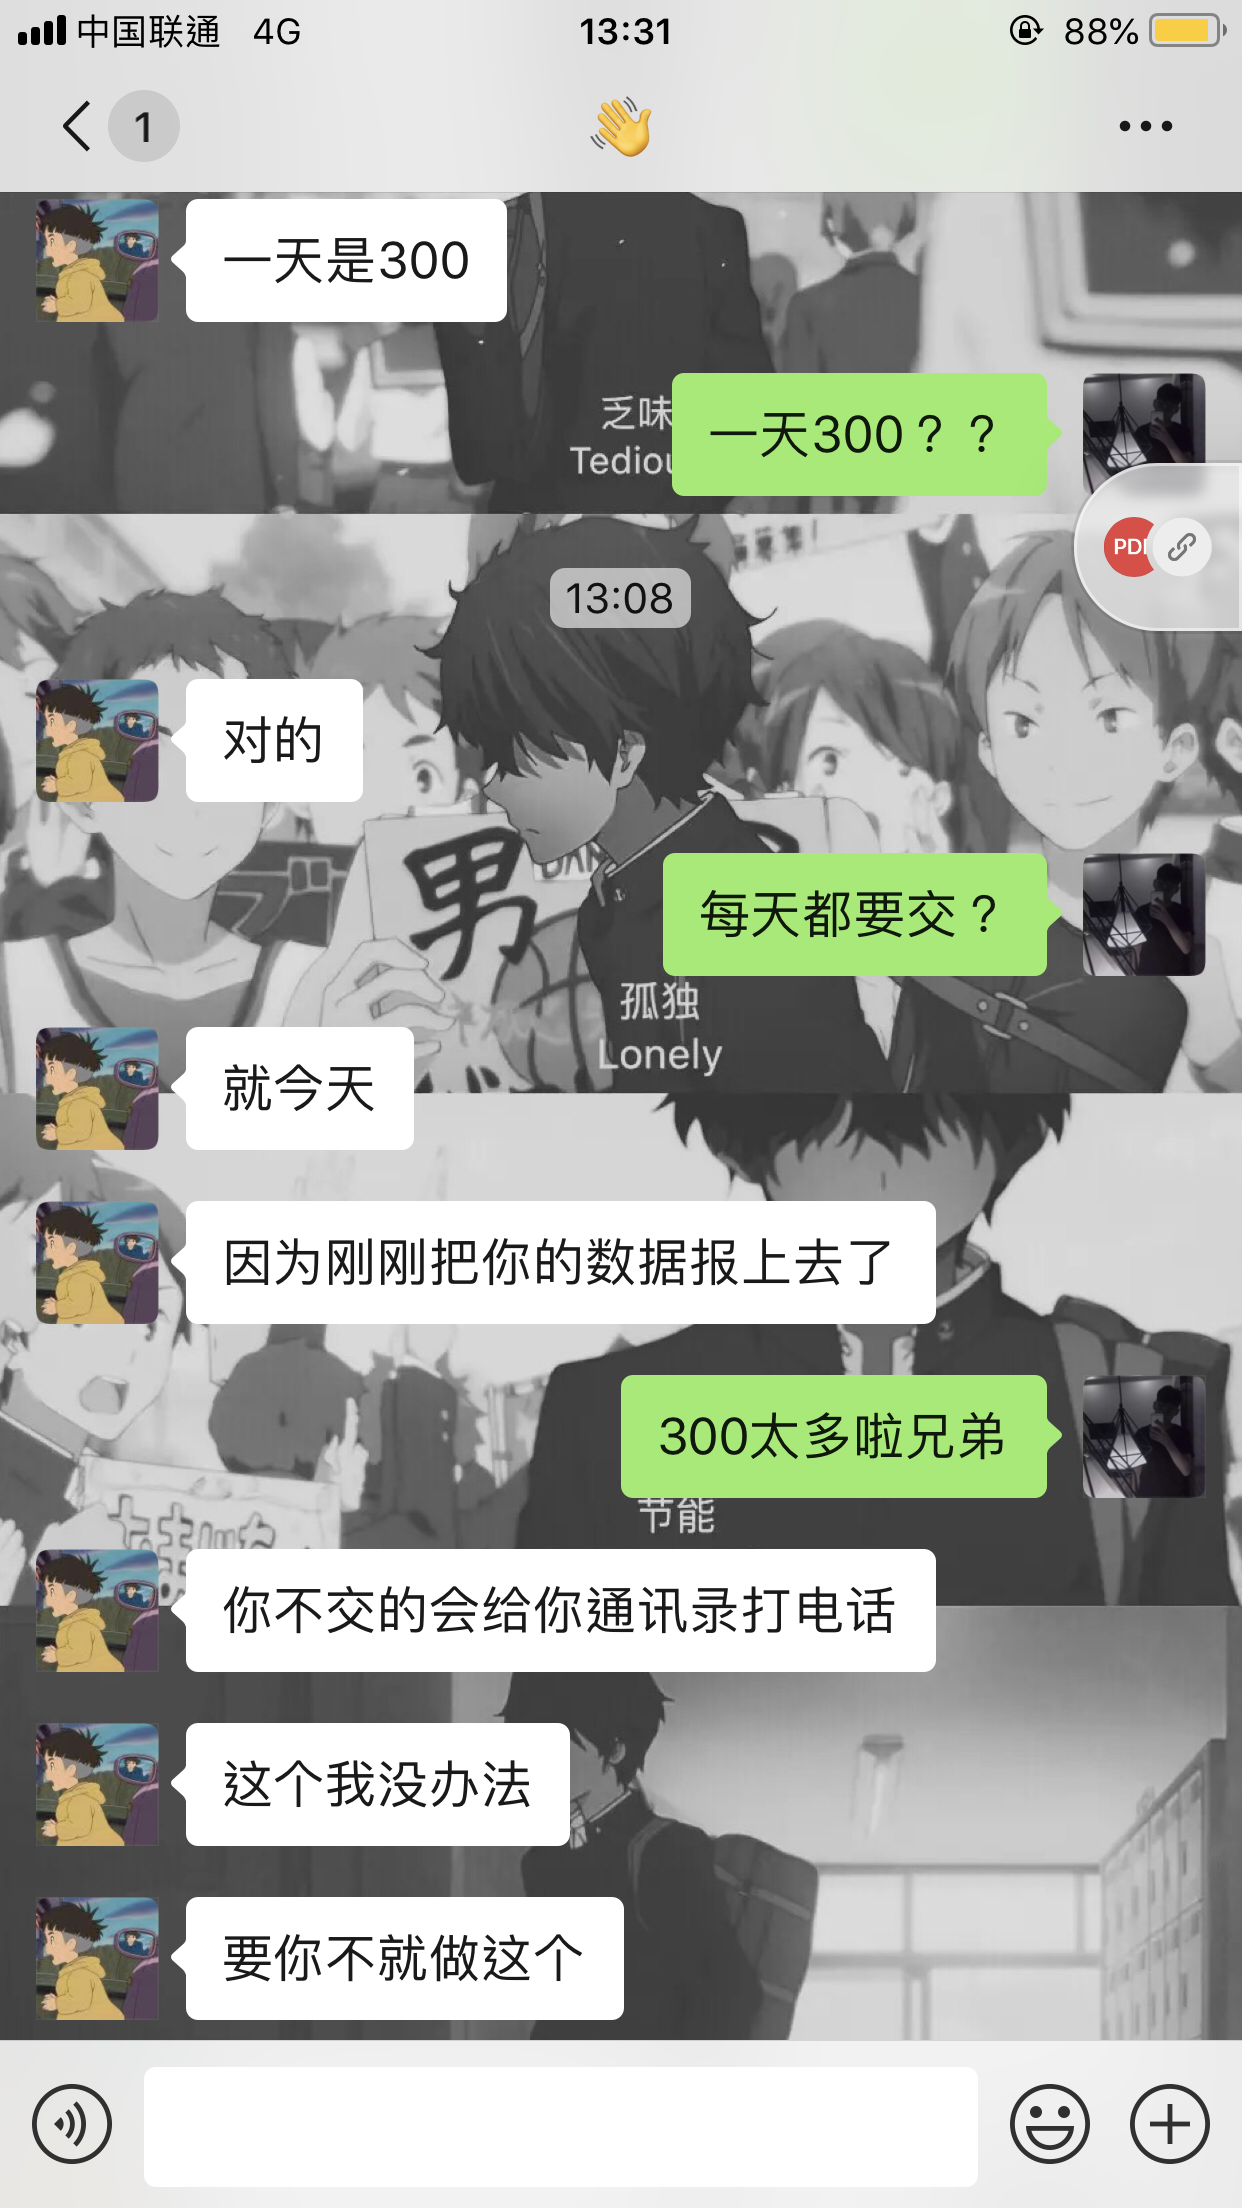 中国联通 4G 13:31 88%
1 👋
一天是300
乏味
一天300？？
PDF
13:08
对的
男
每天都要交？
孤独
Lonely
就今天
因为刚刚把你的数据报上去了
300太多啦兄弟
节能
你不交的会给你通讯录打电话
这个我没办法
要你不就做这个